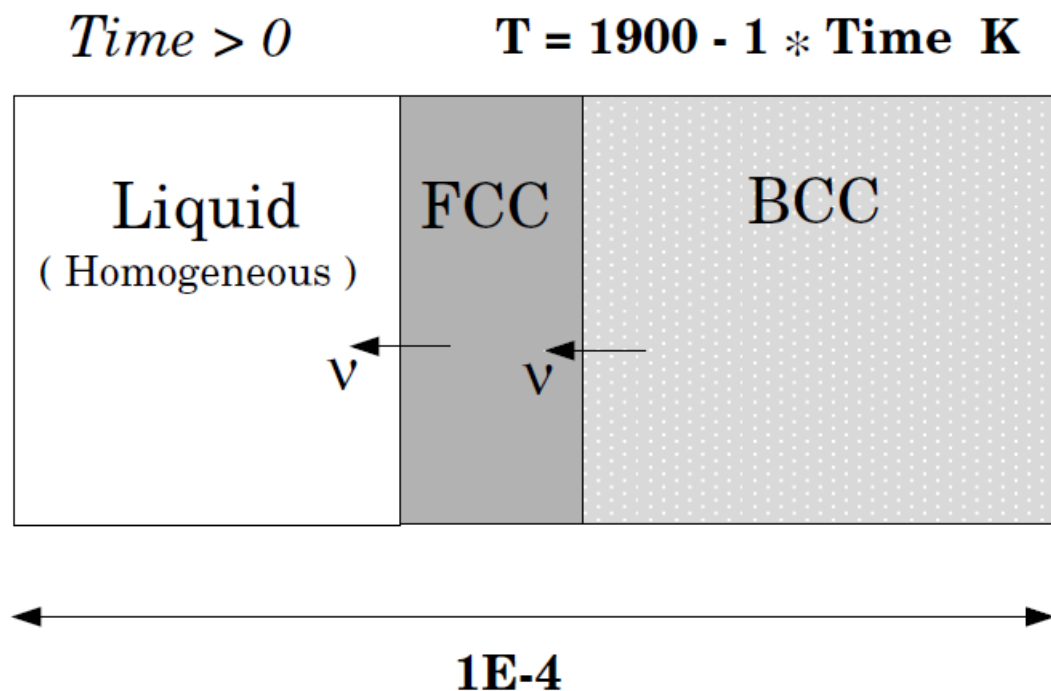 Time > 0
T = 1900 - 1 * Time K
Liquid
( Homogeneous )
FCC
BCC
ν
ν
1E-4